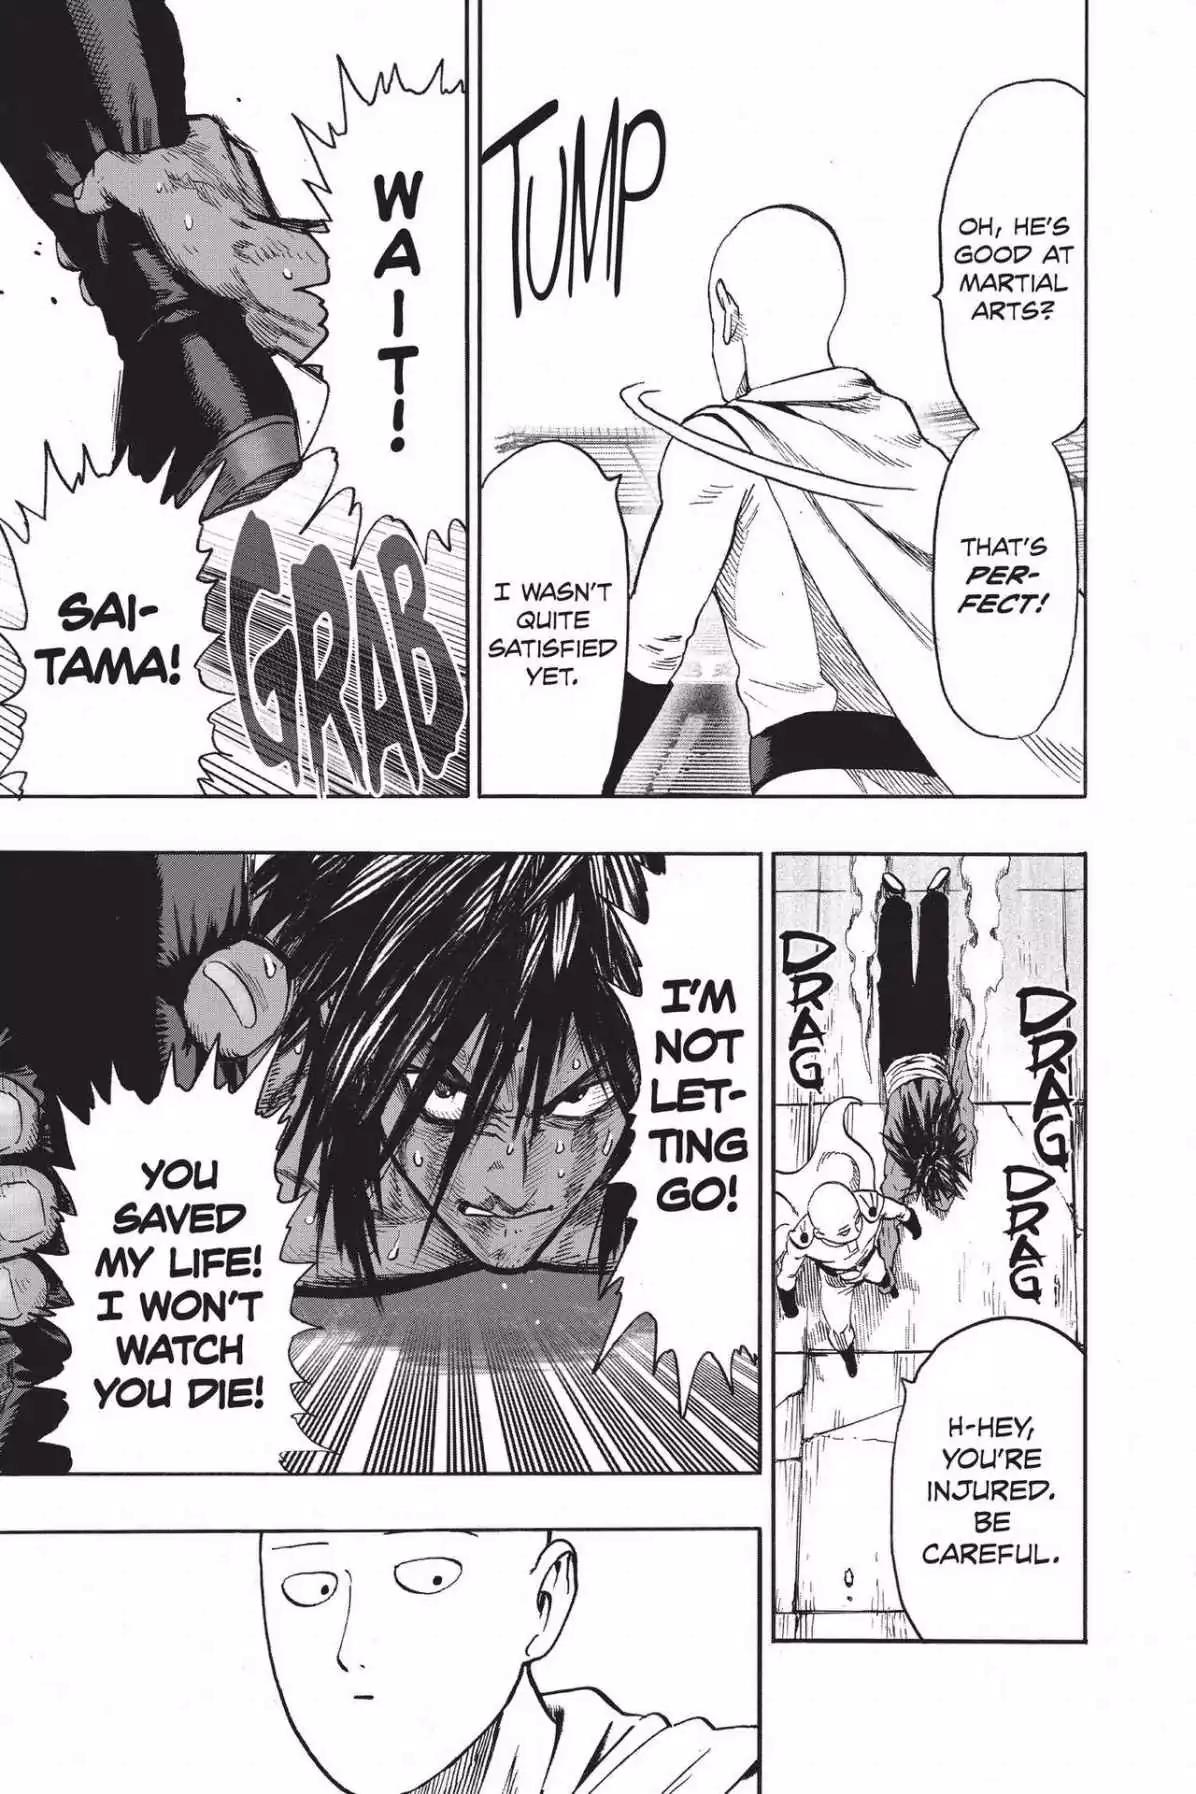 OH, HE'S
GOOD AT
MARTIAL
ARTS?
THAT'S
PER-
FECT!
TUMP
I WASN'T
QUITE
SATISFIED
YET.
WAIT!
GRAB
SAI-
TAMA!
DRAG
DRAG
DRAG
H-HEY,
YOU'RE
INJURED.
BE
CAREFUL.
I'M
NOT
LET-
TING
GO!
YOU
SAVED
MY LIFE!
I WON'T
WATCH
YOU DIE!